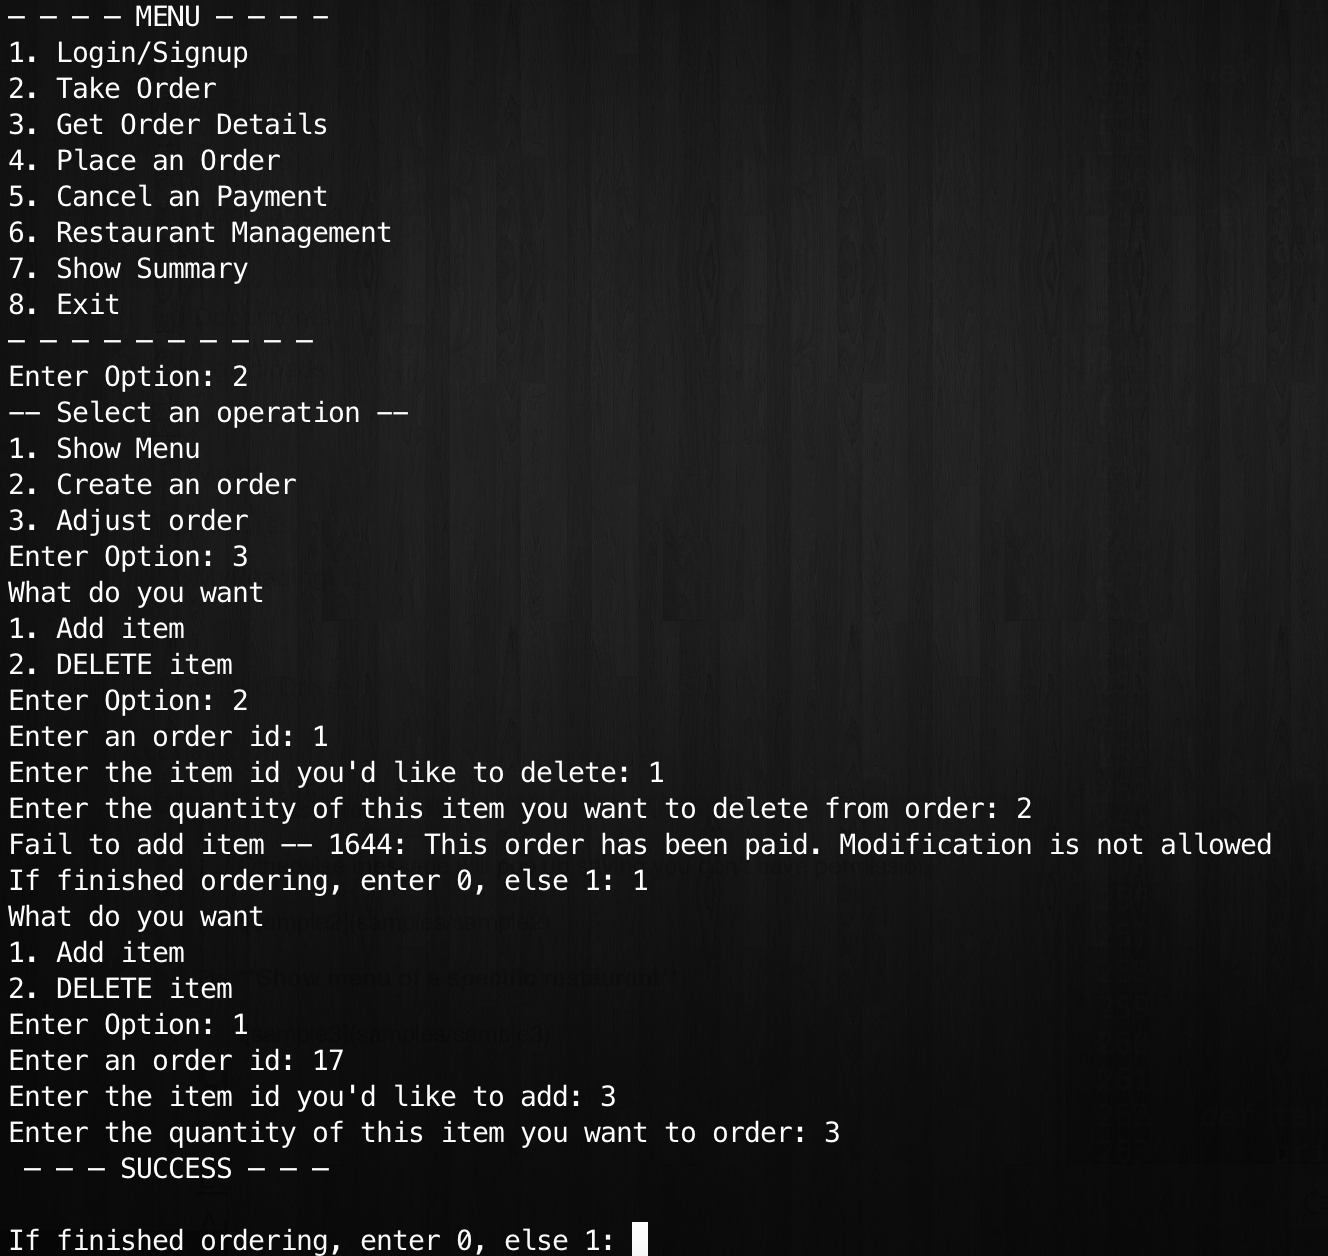 — — — — MENU — — — —
1. Login/Signup
2. Take Order
3. Get Order Details
4. Place an Order
5. Cancel an Payment
6. Restaurant Management
7. Show Summary
8. Exit
— — — — — — — — — —
Enter Option: 2
—— Select an operation ——
1. Show Menu
2. Create an order
3. Adjust order
Enter Option: 3
What do you want
1. Add item
2. DELETE item
Enter Option: 2
Enter an order id: 1
Enter the item id you'd like to delete: 1
Enter the quantity of this item you want to delete from order: 2
Fail to add item —— 1644: This order has been paid. Modification is not allowed
If finished ordering, enter 0, else 1: 1
What do you want
1. Add item
2. DELETE item
Enter Option: 1
Enter an order id: 17
Enter the item id you'd like to add: 3
Enter the quantity of this item you want to order: 3
— — — SUCCESS — — —
If finished ordering, enter 0, else 1: